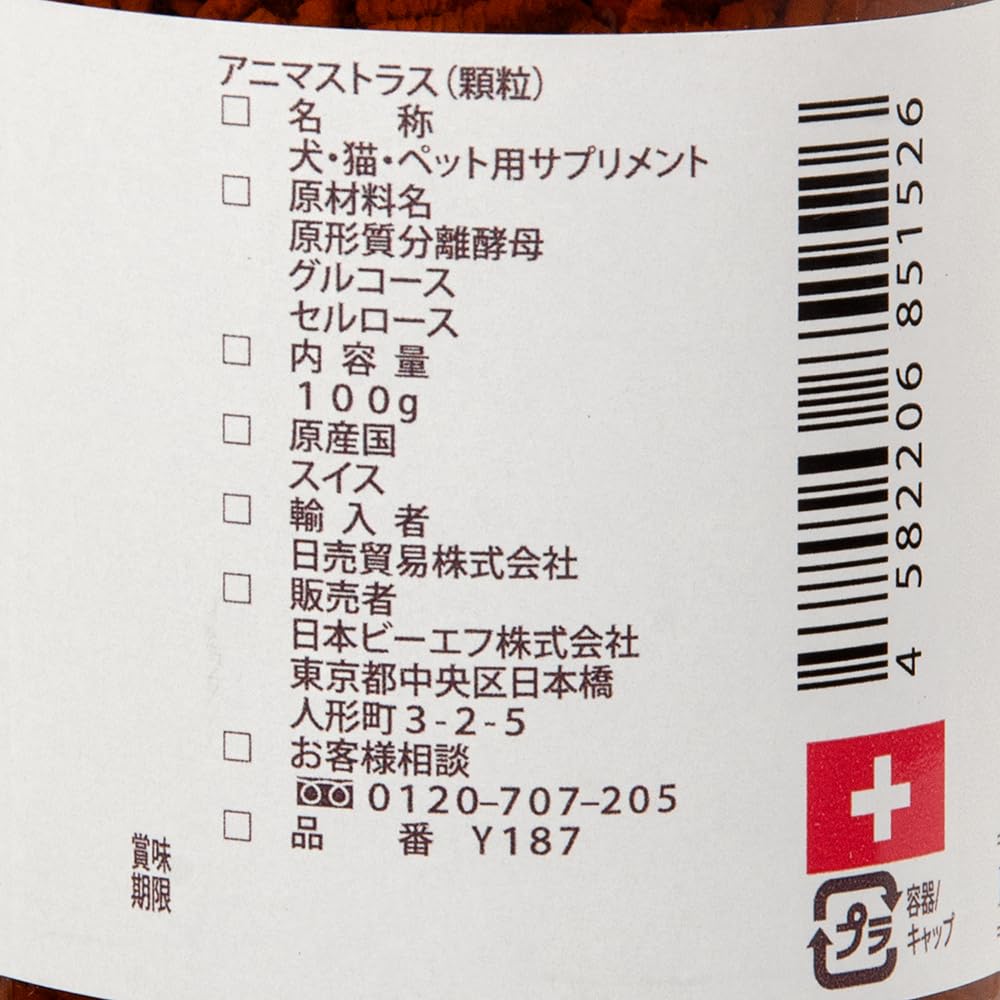 アニマストラス(顆粒)
□ 名 称
犬・猫・ペット用サプリメント
□ 原材料名
原形質分離酵母
グルコース
セルロース
□ 内容量
100g
□ 原産国
スイス
□ 輸入者
日売貿易株式会社
□ 販売者
日本ビーエフ株式会社
東京都中央区日本橋
人形町3-2-5
□ お客様相談
0120-707-205
□ 品 番 Y187
賞味
期限
4 582206 851526
プラ
容器/
キャップ